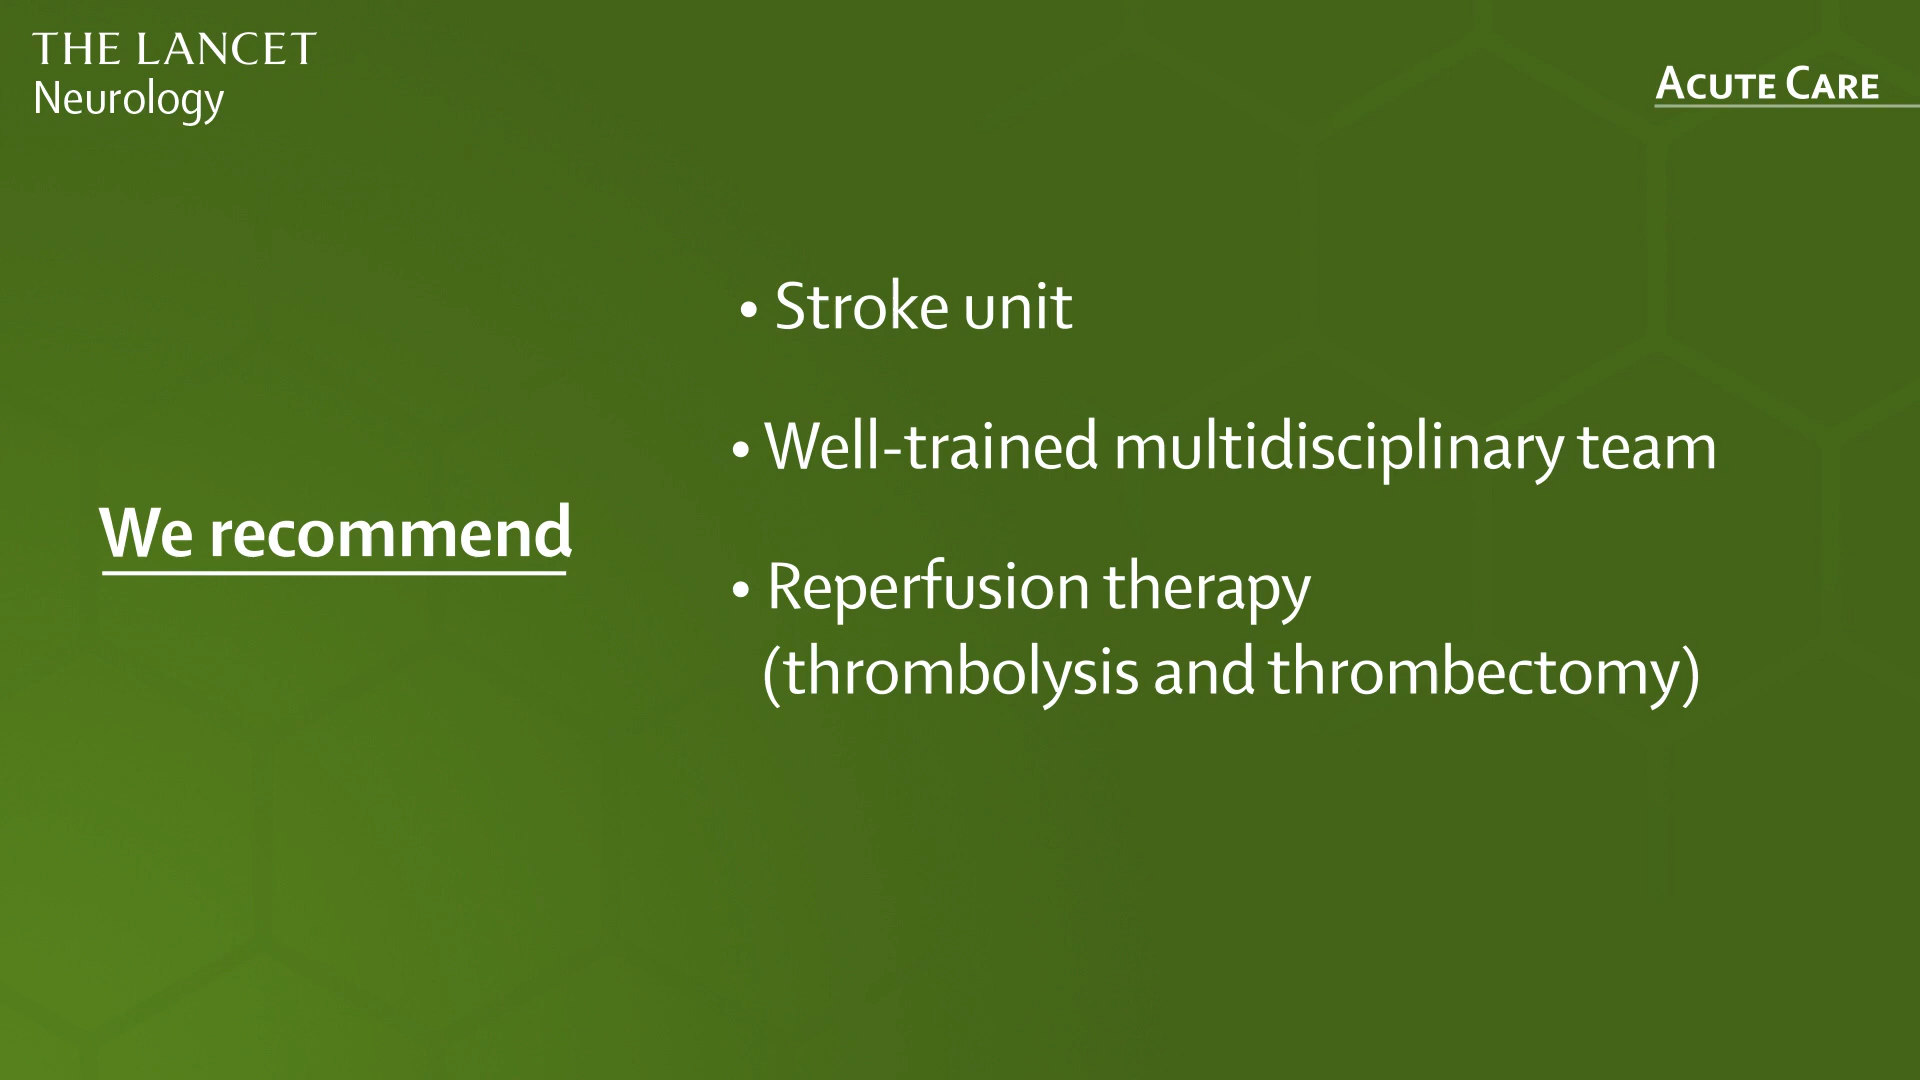 THE LANCET
Neurology
ACUTE CARE
We recommend
• Stroke unit
• Well-trained multidisciplinary team
• Reperfusion therapy
(thrombolysis and thrombectomy)